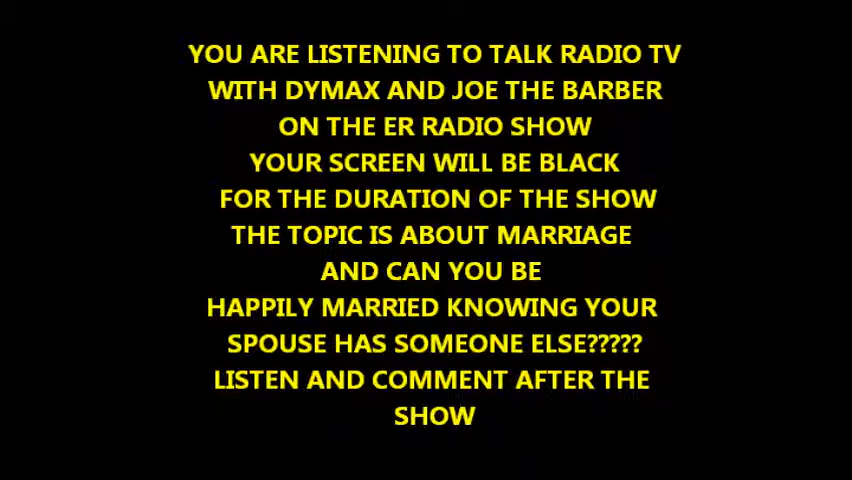 YOU ARE LISTENING TO TALK RADIO TV
WITH DYMAX AND JOE THE BARBER
ON THE ER RADIO SHOW
YOUR SCREEN WILL BE BLACK
FOR THE DURATION OF THE SHOW
THE TOPIC IS ABOUT MARRIAGE
AND CAN YOU BE
HAPPILY MARRIED KNOWING YOUR
SPOUSE HAS SOMEONE ELSE?????
LISTEN AND COMMENT AFTER THE
SHOW